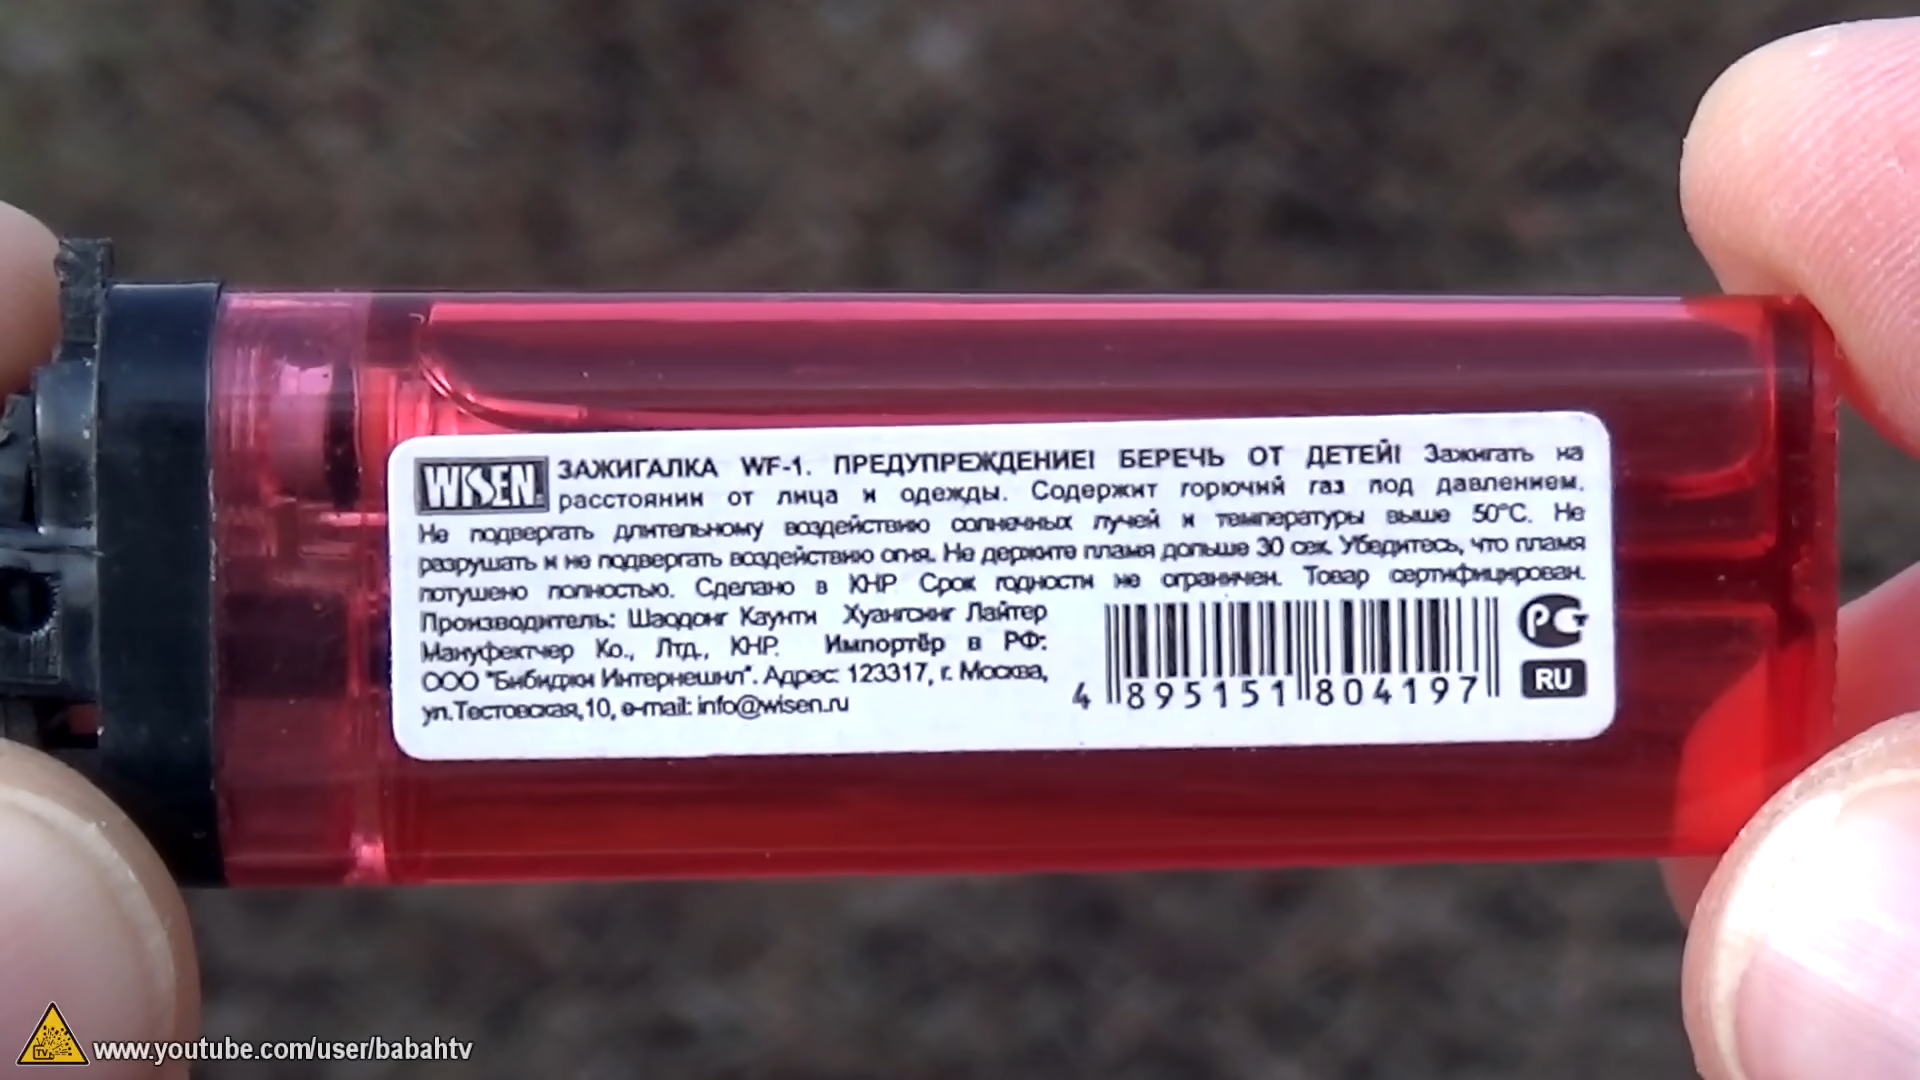 WISEN
ЗАЖИГАЛКА WF-1. ПРЕДУПРЕЖДЕНИЕ! БЕРЕЧЬ ОТ ДЕТЕЙ! Зажигать на
расстоянии от лица и одежды. Содержит горючий газ под давлением.
Не подвергать длительному воздействию солнечных лучей и температуры выше 50°C. Не
разрушать и не подвергать воздействию огня. Не держите пламя дольше 30 сек. Убедитесь, что пламя
потушено полностью. Сделано в КНР Срок годности не ограничен. Товар сертифицирован.
Производитель: Шаодонг Каунти Хуангсинг Лайтер
Мануфектчер Ко., Лтд., КНР. Импортёр в РФ:
ООО "Бибиджи Интернешнл". Адрес: 123317, г. Москва,
ул.Тестовская,10, e-mail: info@wisen.ru
4 895151 804197
РСТ
RU
TV
www.youtube.com/user/babahtv